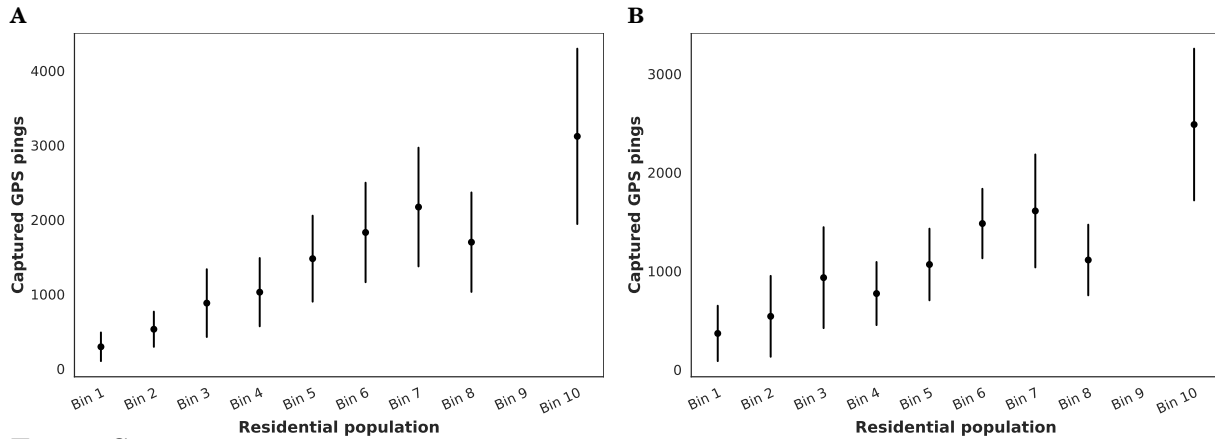 A
B
Captured GPS pings
4000
3000
2000
1000
0
Bin 1 Bin 2 Bin 3 Bin 4 Bin 5 Bin 6 Bin 7 Bin 8 Bin 9 Bin 10
Residential population
Captured GPS pings
3000
2000
1000
0
Bin 1 Bin 2 Bin 3 Bin 4 Bin 5 Bin 6 Bin 7 Bin 8 Bin 9 Bin 10
Residential population